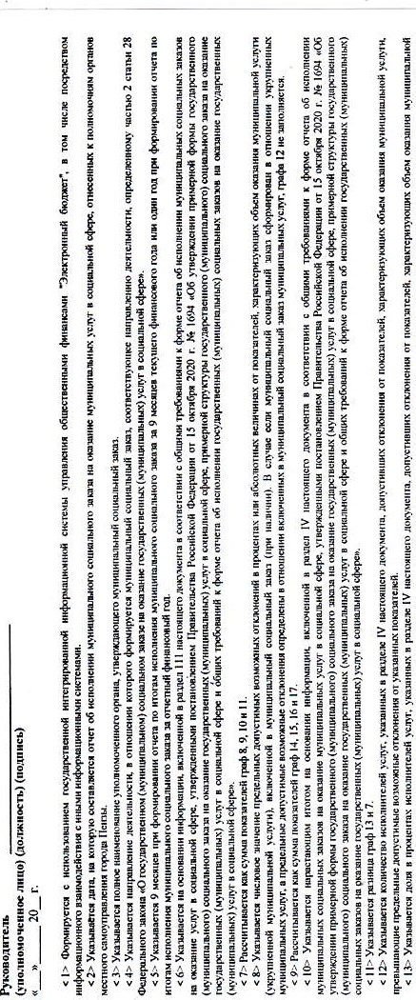 Руководитель
(уполномоченное лицо) (должность) (подпись)
«__» ______ 20__ г.
<1> Формируется с использованием государственной интегрированной информационной системы управления общественными финансами "Электронный бюджет", в том числе посредством
информационного взаимодействия с иными информационными системами.
<2> Указывается дата, на которую составляется отчет об исполнении муниципального социального заказа на оказание муниципальных услуг в социальной сфере, отнесенных к полномочиям органов
местного самоуправления города Пензы.
<3> Указывается полное наименование уполномоченного органа, утверждающего муниципальный социальный заказ.
<4> Указывается направление деятельности, в отношении которого формируется муниципальный социальный заказ, соответствующее направлению деятельности, определенному частью 2 статьи 28
Федерального закона «О государственном (муниципальном) социальном заказе на оказание государственных (муниципальных) услуг в социальной сфере».
<5> Указывается 9 месяцев при формировании отчета по итогам исполнения муниципального социального заказа за 9 месяцев текущего финансового года или один год при формировании отчета по
итогам исполнения муниципального социального заказа за отчетный финансовый год.
<6> Указывается на основании информации, включенной в раздел 111 настоящего документа в соответствии с общими требованиями к форме отчета об исполнении муниципальных социальных заказов
на оказание услуг в социальной сфере, утвержденными постановлением Правительства Российской Федерации от 15 октября 2020 г. № 1694 «Об утверждении примерной формы государственного
(муниципального) социального заказа на оказание государственных (муниципальных) услуг в социальной сфере, примерной структуры государственного (муниципального) социального заказа на оказание
государственных (муниципальных) услуг в социальной сфере и общих требований к форме отчета об исполнении государственных (муниципальных) социальных заказов на оказание государственных
(муниципальных) услуг в социальной сфере».
<7> Рассчитывается как сумма показателей граф 8, 9, 10 и 11.
<8> Указывается числовое значение предельных допустимых возможных отклонений в процентах или абсолютных величинах от показателей, характеризующих объем оказания муниципальной услуги
(укрупненной муниципальной услуги), включенной в муниципальный социальный заказ (при наличии). В случае если муниципальный социальный заказ сформирован в отношении укрупненных
муниципальных услуг, а предельные допустимые возможные отклонения определены в отношении включенных в муниципальный социальный заказ муниципальных услуг, графа 12 не заполняется.
<9> Рассчитывается как сумма показателей граф 14, 15, 16 и 17.
<10> Указывается нарастающим итогом на основании информации, включенной в раздел IV настоящего документа в соответствии с общими требованиями к форме отчета об исполнении
муниципальных социальных заказов на оказание муниципальных услуг в социальной сфере, утвержденными постановлением Правительства Российской Федерации от 15 октября 2020 г. № 1694 «Об
утверждении примерной формы государственного (муниципального) социального заказа на оказание государственных (муниципальных) услуг в социальной сфере, примерной структуры государственного
(муниципального) социального заказа на оказание государственных (муниципальных) услуг в социальной сфере и общих требований к форме отчета об исполнении государственных (муниципальных)
социальных заказов на оказание государственных (муниципальных) услуг в социальной сфере».
<11> Указывается разница граф 13 и 7.
<12> Указывается количество исполнителей услуг, указанных в разделе IV настоящего документа, допустивших отклонения от показателей, характеризующих объем оказания муниципальной услуги,
превышающие предельные допустимые возможные отклонения от указанных показателей.
<13> Указывается доля в процентах исполнителей услуг, указанных в разделе IV настоящего документа, допустивших отклонения от показателей, характеризующих объем оказания муниципальной